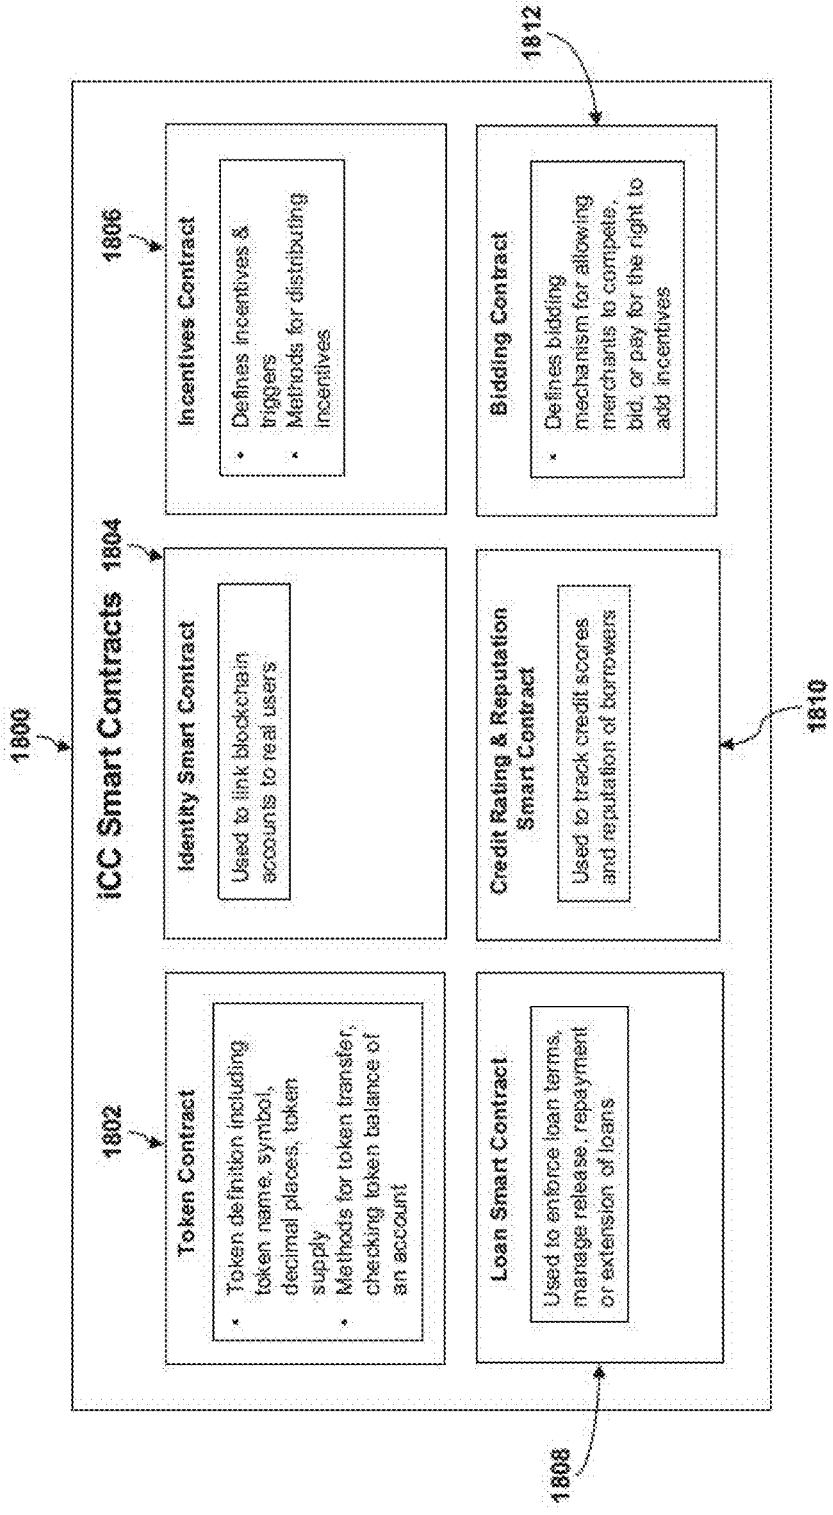 1800
iCC Smart Contracts
1802
Token Contract
• Token definition including
token name, symbol,
decimal places, token
supply
• Methods for token transfer,
checking token balance of
an account
1804
Identity Smart Contract
Used to link blockchain
accounts to real users
1806
Incentives Contract
• Defines incentives &
triggers
• Methods for distributing
incentives
1808
Loan Smart Contract
Used to enforce loan terms,
manage release, repayment
or extension of loans
1810
Credit Rating & Reputation
Smart Contract
Used to track credit scores
and reputation of borrowers
1812
Bidding Contract
• Defines bidding
mechanism for allowing
merchants to compete,
bid, or pay for the right to
add incentives